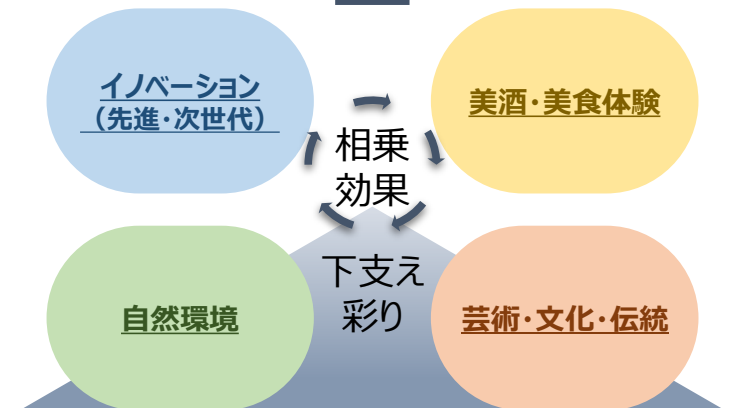 イノベーション
（先進・次世代）
美酒・美食体験
相乗
効果
下支え
彩り
自然環境
芸術・文化・伝統